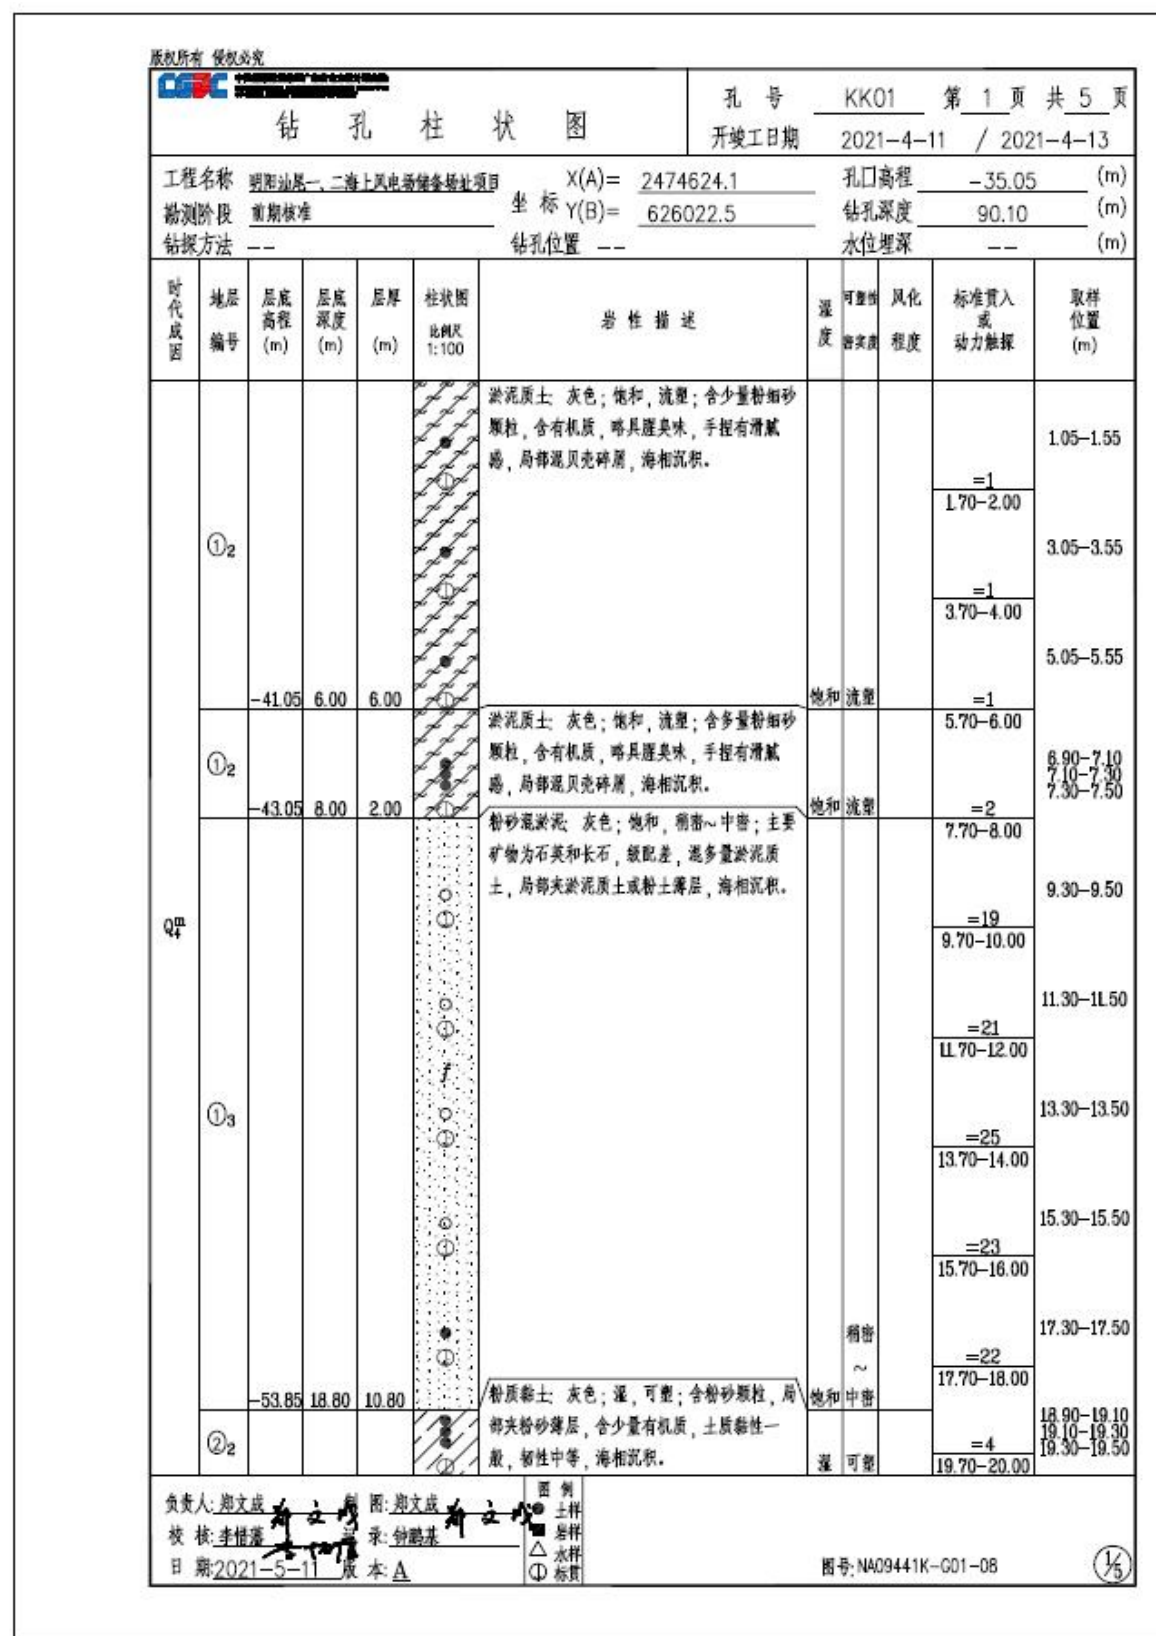 版权所有 侵权必究
CGDC
钻 孔 柱 状 图
孔 号 KK01 第 1 页 共 5 页
开竣工日期 2021-4-11 / 2021-4-13
工程名称 明阳汕尾一、二海上风电场储备场址项目 坐标 X(A)= 2474624.1 孔口高程 -35.05 (m)
勘测阶段 前期核准 Y(B)= 626022.5 钻孔深度 90.10 (m)
钻探方法 -- 钻孔位置 -- 水位埋深 -- (m)
时代成因 地层编号 层底高程(m) 层底深度(m) 层厚(m) 柱状图 比例尺 1:100 岩性描述 湿度 可塑性 密实度 风化程度 标准贯入或动力触探 取样位置(m)
淤泥质土: 灰色; 饱和, 流塑; 含少量粉细砂
颗粒, 含有机质, 略具腥臭味, 手捏有滑腻
感, 局部混贝壳碎屑, 海相沉积。
1.05-1.55
=1
1.70-2.00
①2
3.05-3.55
=1
3.70-4.00
5.05-5.55
-41.05 6.00 6.00 饱和 流塑 =1
5.70-6.00
淤泥质土: 灰色; 饱和, 流塑; 含多量粉细砂
颗粒, 含有机质, 略具腥臭味, 手捏有滑腻
感, 局部混贝壳碎屑, 海相沉积。
①2
6.90-7.10
7.10-7.30
7.30-7.50
-43.05 8.00 2.00 饱和 流塑 =2
7.70-8.00
粉砂混淤泥: 灰色; 饱和, 稍密~中密; 主要
矿物为石英和长石, 级配差, 混多量淤泥质
土, 局部夹淤泥质土或粉土薄层, 海相沉积。
9.30-9.50
Q4m
=19
9.70-10.00
11.30-11.50
=21
11.70-12.00
f
①3
13.30-13.50
=25
13.70-14.00
15.30-15.50
=23
15.70-16.00
17.30-17.50
=22
17.70-18.00
-53.85 18.80 10.80 饱和 稍密~中密
粉质黏土: 灰色; 湿, 可塑; 含粉砂颗粒, 局
部夹粉砂薄层, 含少量有机质, 土质黏性一
般, 韧性中等, 海相沉积。
②2
18.90-19.10
19.10-19.30
19.30-19.50
湿 可塑 =4
19.70-20.00
负责人: 郑文成 郑文成 制 图: 郑文成 郑文成
校 核: 李惜藩 记 录: 钟鹏基
日 期: 2021-5-11 版 本: A
图 例
土样
岩样
水样
标贯
图号: NA09441K-G01-08
1/5